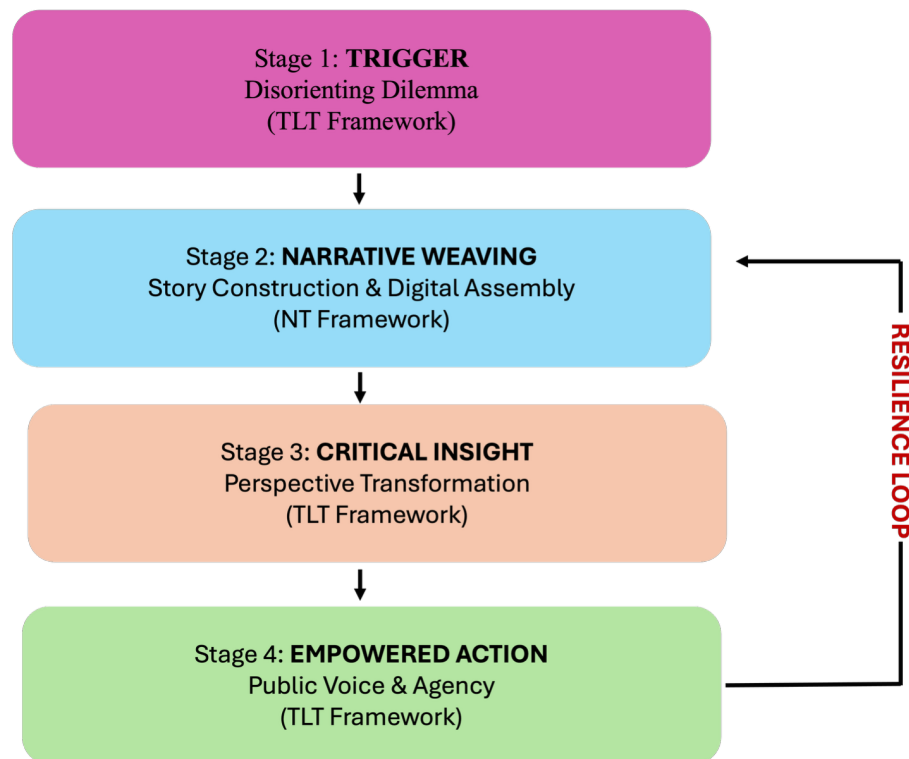 Stage 1: TRIGGER
Disorienting Dilemma
(TLT Framework)
Stage 2: NARRATIVE WEAVING
Story Construction & Digital Assembly
(NT Framework)
RESILIENCE LOOP
Stage 3: CRITICAL INSIGHT
Perspective Transformation
(TLT Framework)
Stage 4: EMPOWERED ACTION
Public Voice & Agency
(TLT Framework)